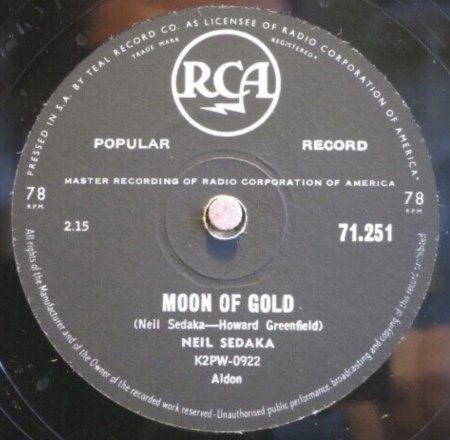 PRESSED IN S.A. BY TEAL RECORD CO. AS LICENSEE OF RADIO CORPORATION OF AMERICA.
TRADE MARK
REGISTERED
RCA
POPULAR RECORD
MASTER RECORDING OF RADIO CORPORATION OF AMERICA
78 78
R.P.M. R.P.M.
2.15
71.251
MOON OF GOLD
(Neil Sedaka—Howard Greenfield)
NEIL SEDAKA
K2PW-0922
Aldon
All rights of the Manufacturer and of the Owner of the recorded work reserved - Unauthorised public performance, broadcasting and copying of this record prohibited